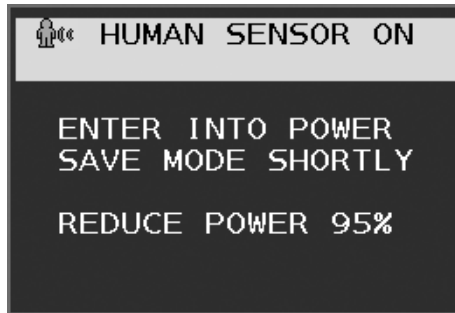 HUMAN SENSOR ON
ENTER INTO POWER
SAVE MODE SHORTLY
REDUCE POWER 95%